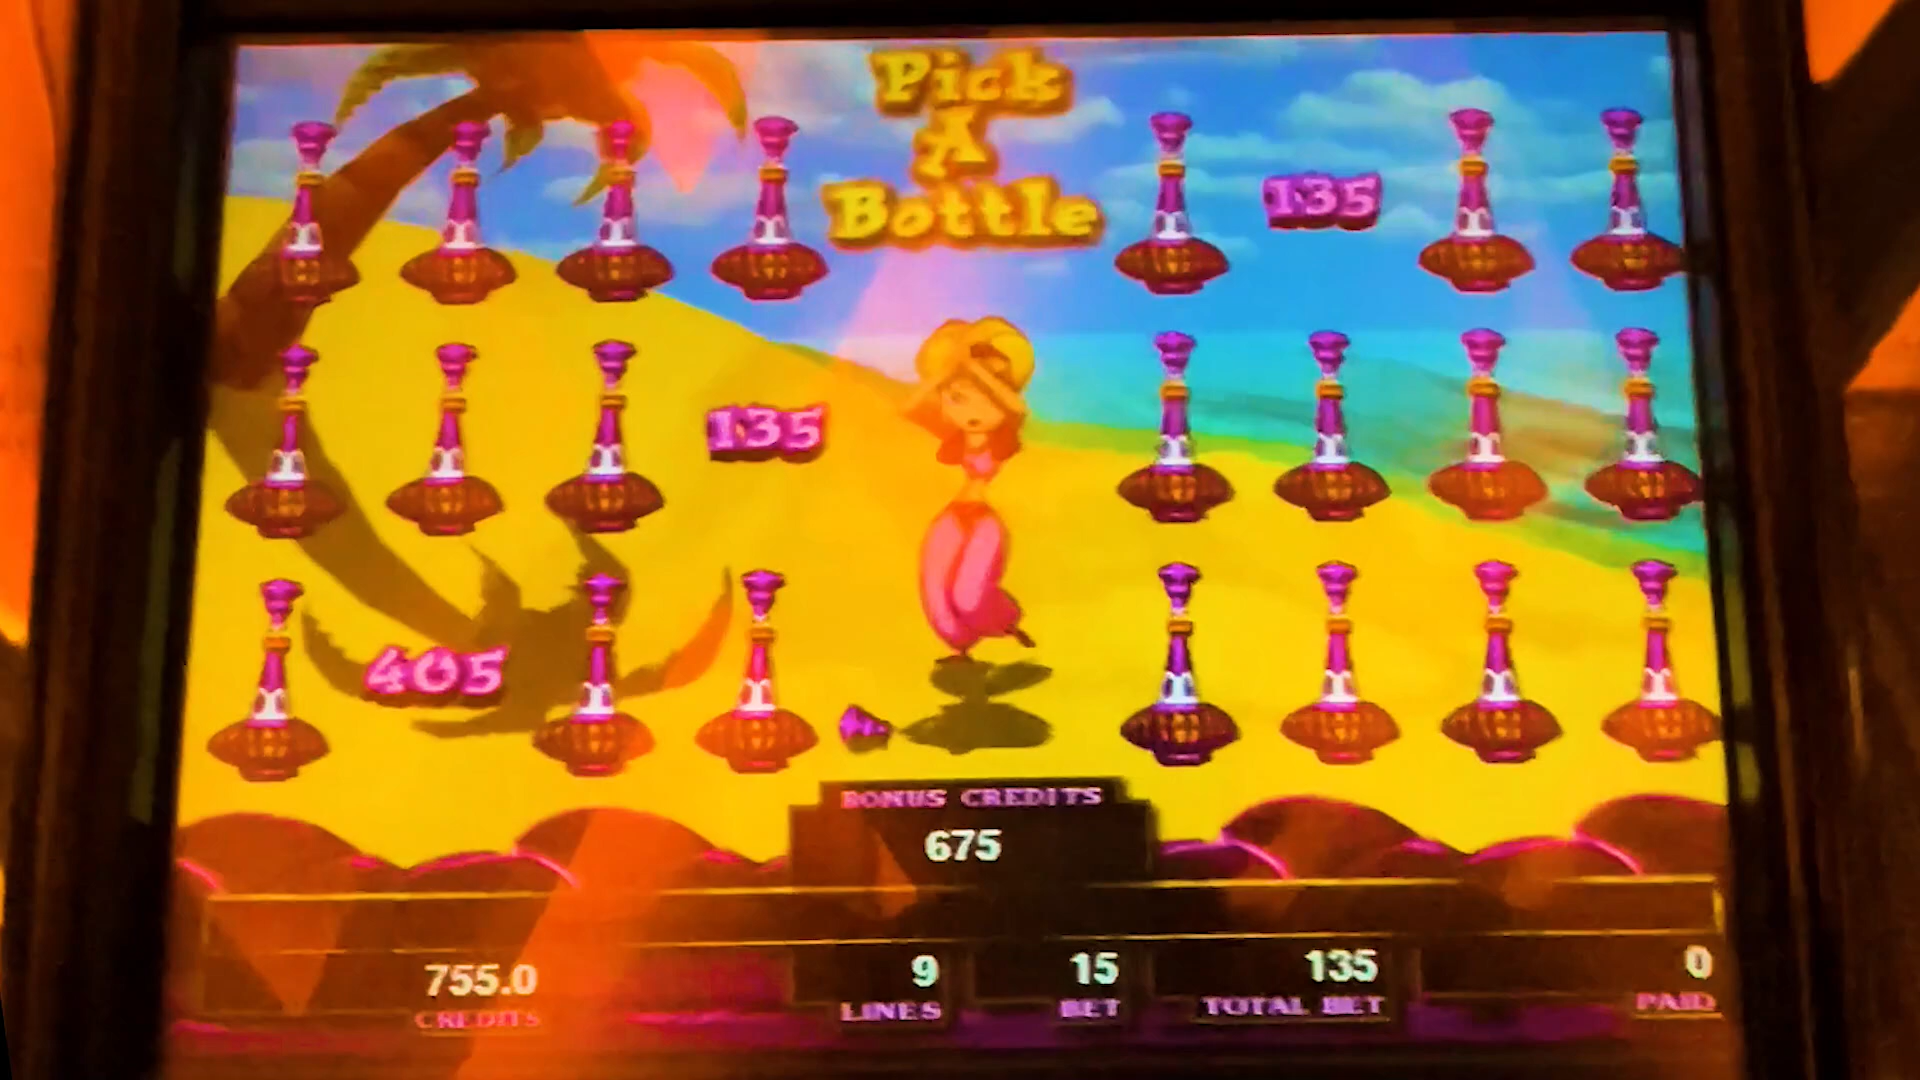 Pick
A
Bottle
135
135
405
BONUS CREDITS
675
755.0
CREDITS
9
LINES
15
BET
135
TOTAL BET
0
PAID